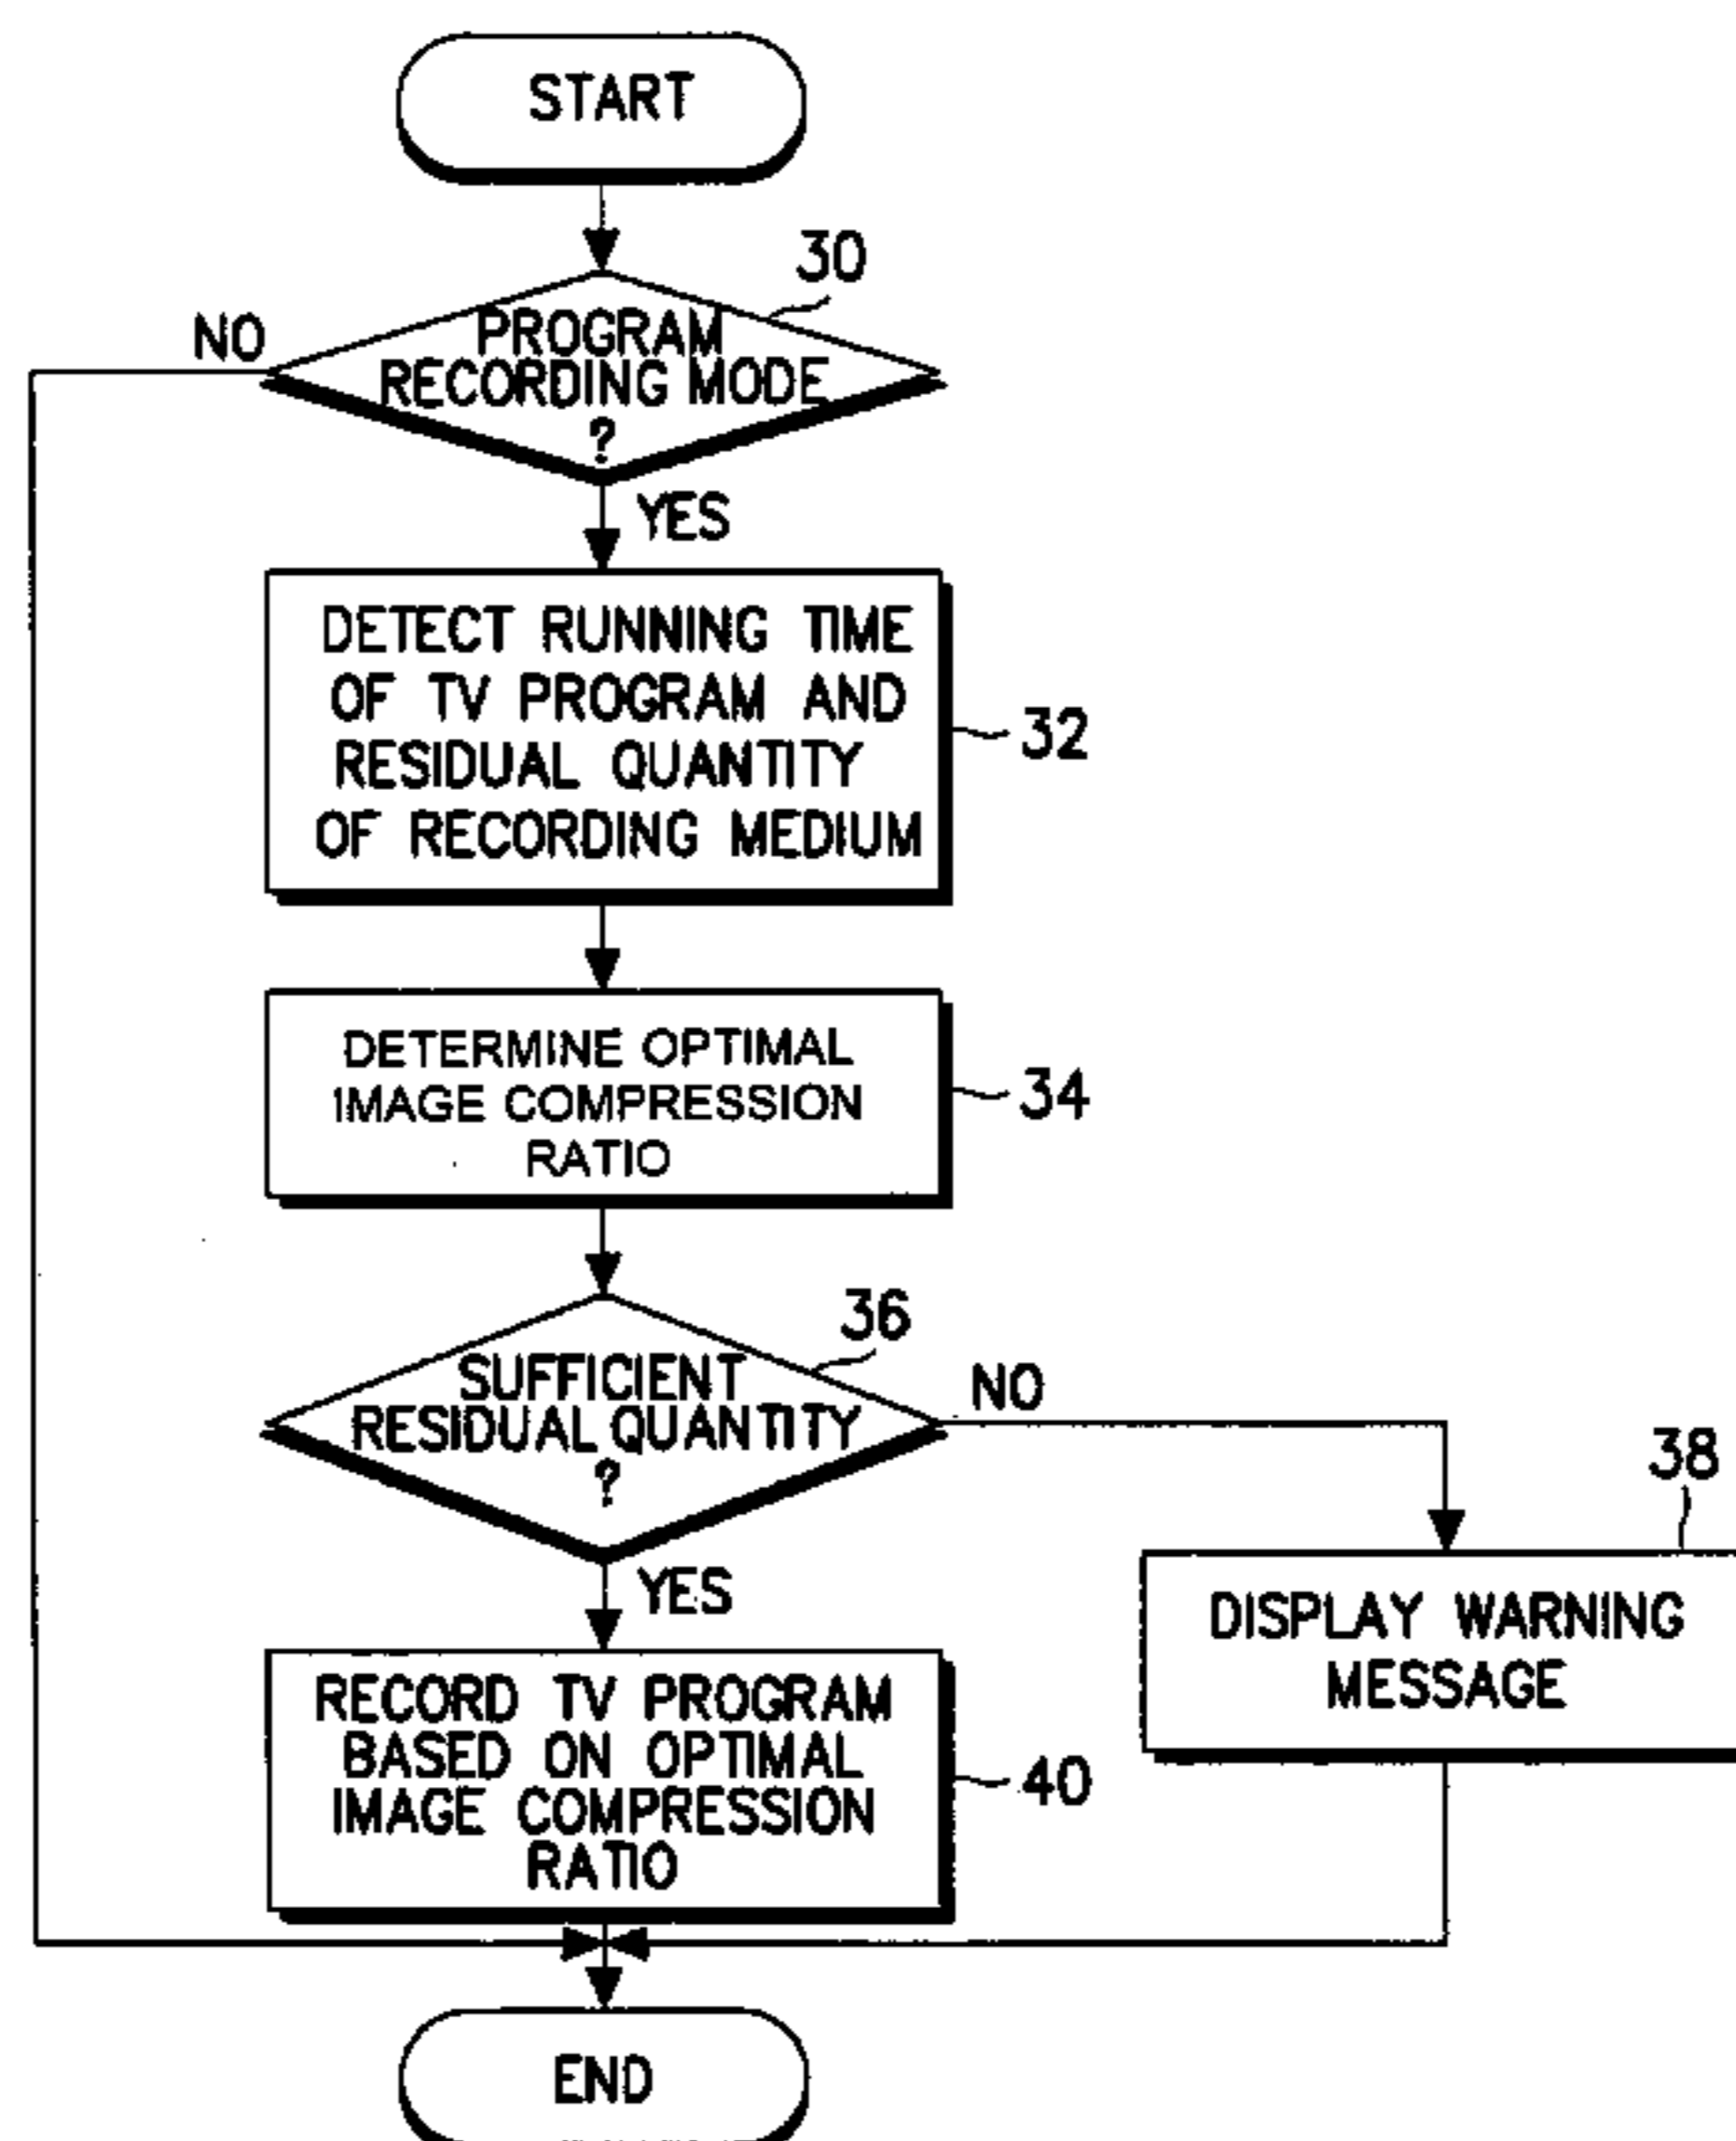 START
30
NO
PROGRAM
RECORDING MODE
?
YES
DETECT RUNNING TIME
OF TV PROGRAM AND
RESIDUAL QUANTITY
OF RECORDING MEDIUM
32
DETERMINE OPTIMAL
IMAGE COMPRESSION
RATIO
34
36
SUFFICIENT
RESIDUAL QUANTITY
?
NO
38
YES
DISPLAY WARNING
MESSAGE
RECORD TV PROGRAM
BASED ON OPTIMAL
IMAGE COMPRESSION
RATIO
40
END